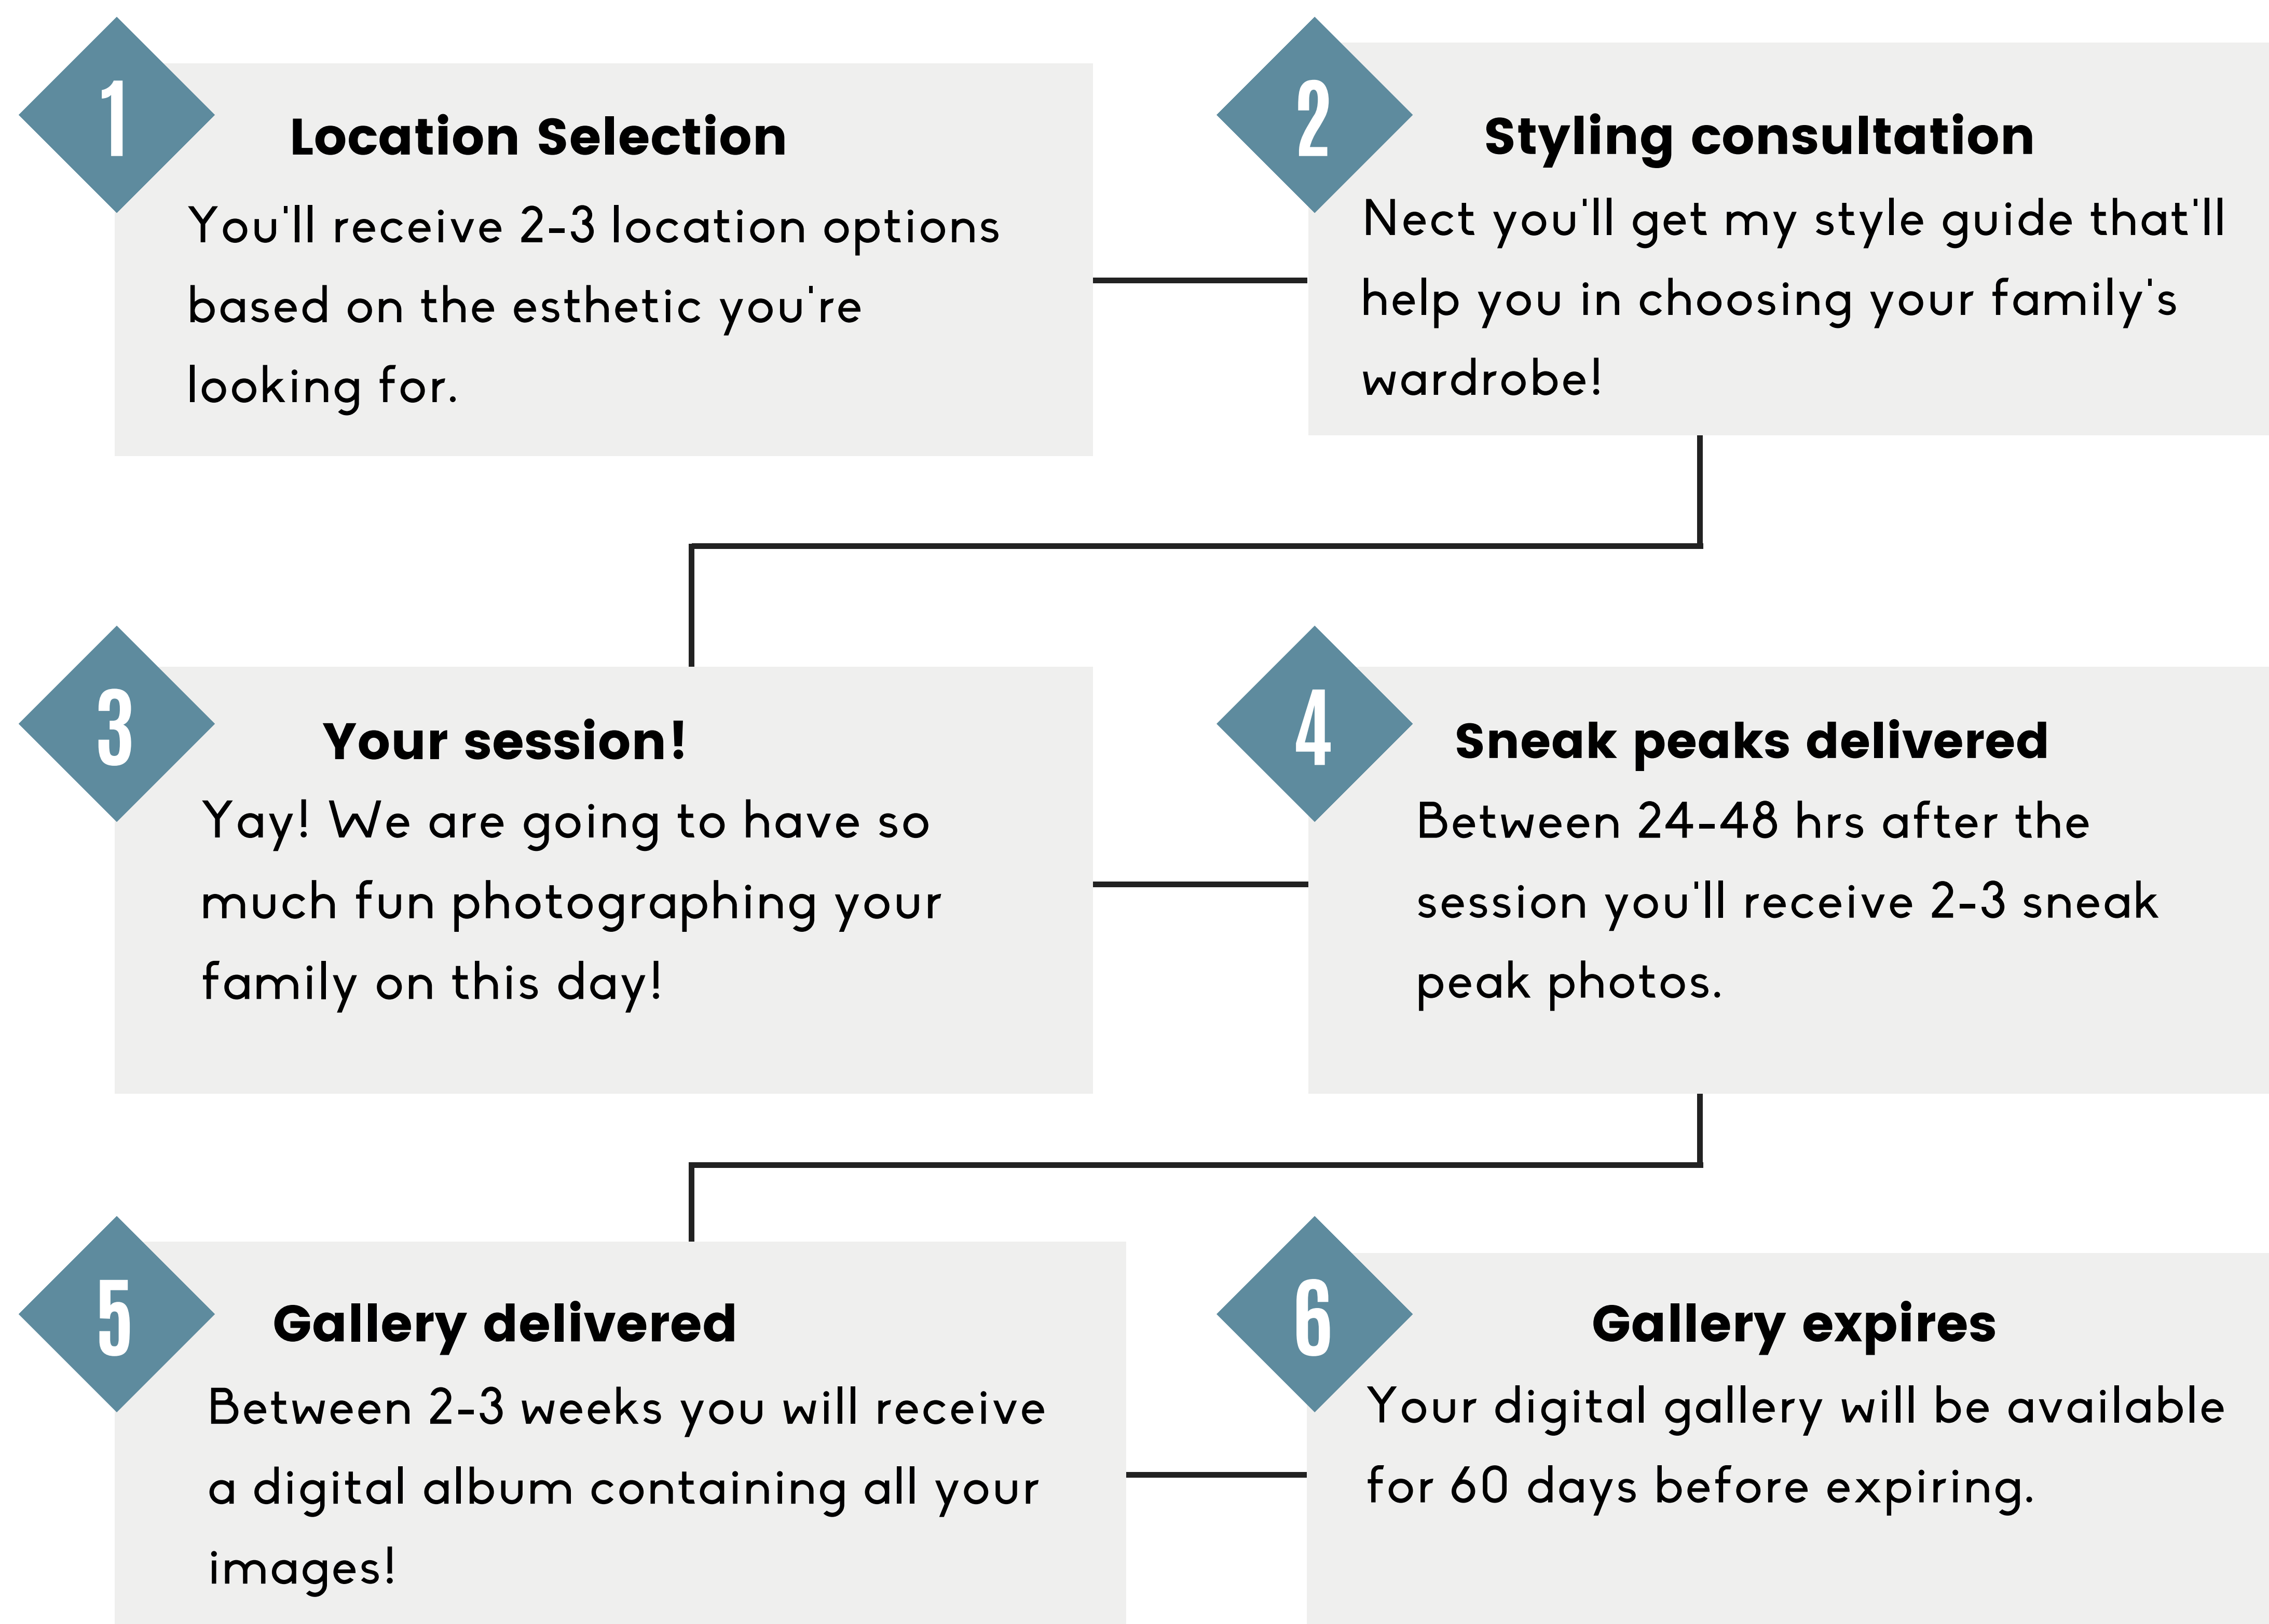 1
Location Selection
You'll receive 2-3 location options
based on the esthetic you're
looking for.
2
Styling consultation
Nect you'll get my style guide that'll
help you in choosing your family's
wardrobe!
3
Your session!
Yay! We are going to have so
much fun photographing your
family on this day!
4
Sneak peaks delivered
Between 24-48 hrs after the
session you'll receive 2-3 sneak
peak photos.
5
Gallery delivered
Between 2-3 weeks you will receive
a digital album containing all your
images!
6
Gallery expires
Your digital gallery will be available
for 60 days before expiring.